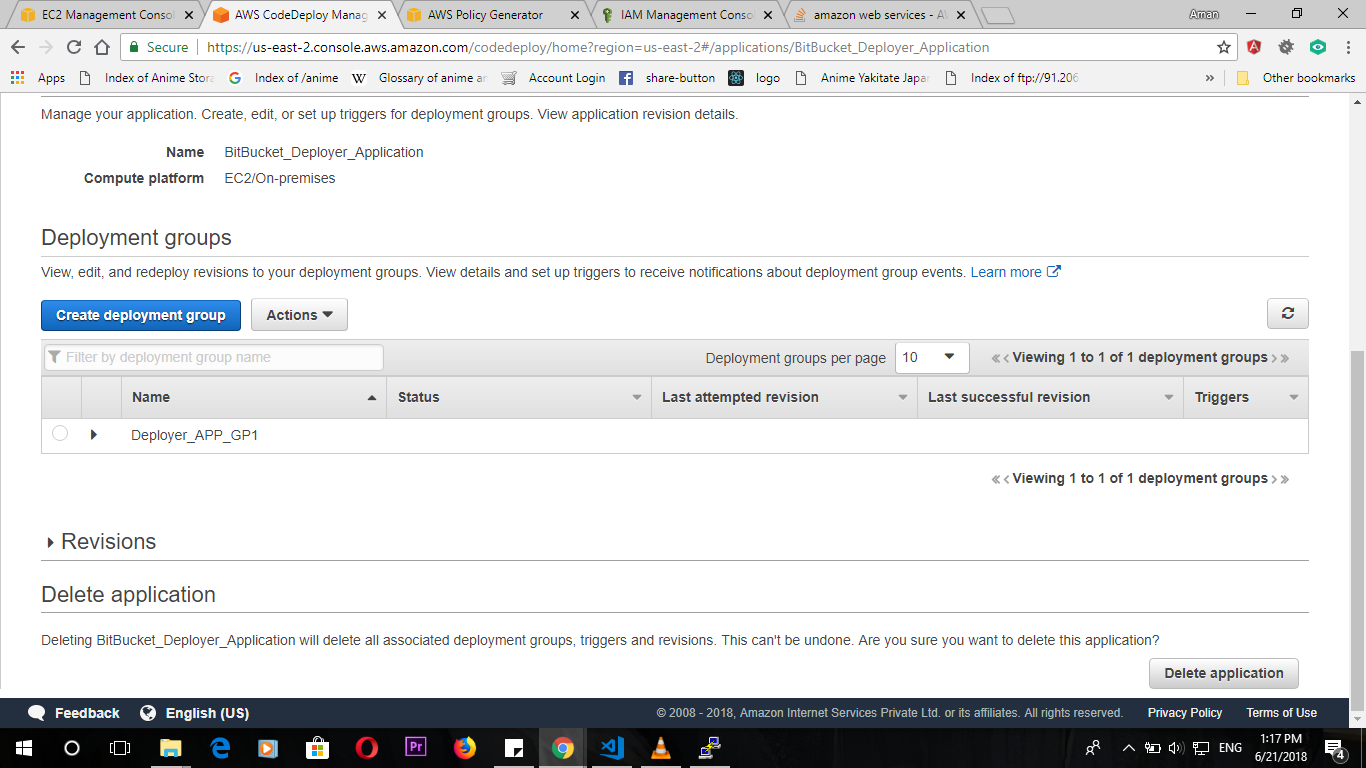 EC2 Management Consol
AWS CodeDeploy Manag
AWS Policy Generator
IAM Management Conso
amazon web services - A
Aman
Secure
https://us-east-2.console.aws.amazon.com/codedeploy/home?region=us-east-2#/applications/BitBucket_Deployer_Application
Apps
Index of Anime Stora
Index of /anime
Glossary of anime an
Account Login
share-button
logo
Anime Yakitate Japan
Index of ftp://91.206
»
Other bookmarks
Manage your application. Create, edit, or set up triggers for deployment groups. View application revision details.
Name BitBucket_Deployer_Application
Compute platform EC2/On-premises
Deployment groups
View, edit, and redeploy revisions to your deployment groups. View details and set up triggers to receive notifications about deployment group events. Learn more
Create deployment group Actions
Filter by deployment group name Deployment groups per page 10 « ‹ Viewing 1 to 1 of 1 deployment groups › »
Name Status Last attempted revision Last successful revision Triggers
Deployer_APP_GP1
« ‹ Viewing 1 to 1 of 1 deployment groups › »
Revisions
Delete application
Deleting BitBucket_Deployer_Application will delete all associated deployment groups, triggers and revisions. This can't be undone. Are you sure you want to delete this application?
Delete application
Feedback English (US) © 2008 - 2018, Amazon Internet Services Private Ltd. or its affiliates. All rights reserved. Privacy Policy Terms of Use
Pr
ENG
1:17 PM
6/21/2018
4